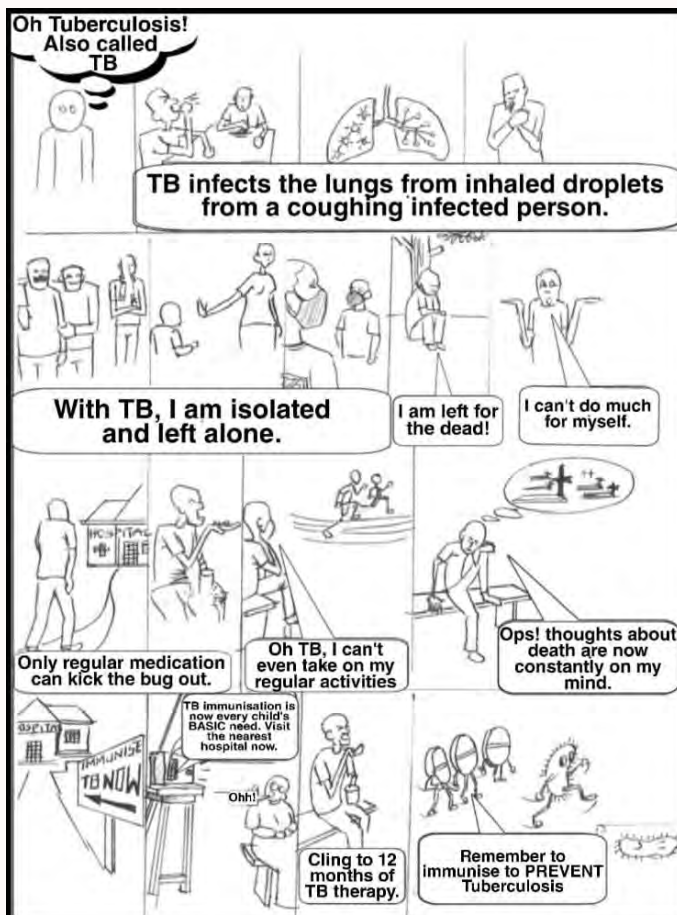 Oh Tuberculosis!
Also called
TB
TB infects the lungs from inhaled droplets
from a coughing infected person.
With TB, I am isolated
and left alone.
I am left for
the dead!
I can't do much
for myself.
HOSPITAL
Only regular medication
can kick the bug out.
Oh TB, I can't
even take on my
regular activities
Ops! thoughts about
death are now
constantly on my
mind.
OSPITAL
IMMUNISE
TB NOW
TB immunisation is
now every child's
BASIC need. Visit
the nearest
hospital now.
Ohh!
Cling to 12
months of
TB therapy.
Remember to
immunise to PREVENT
Tuberculosis